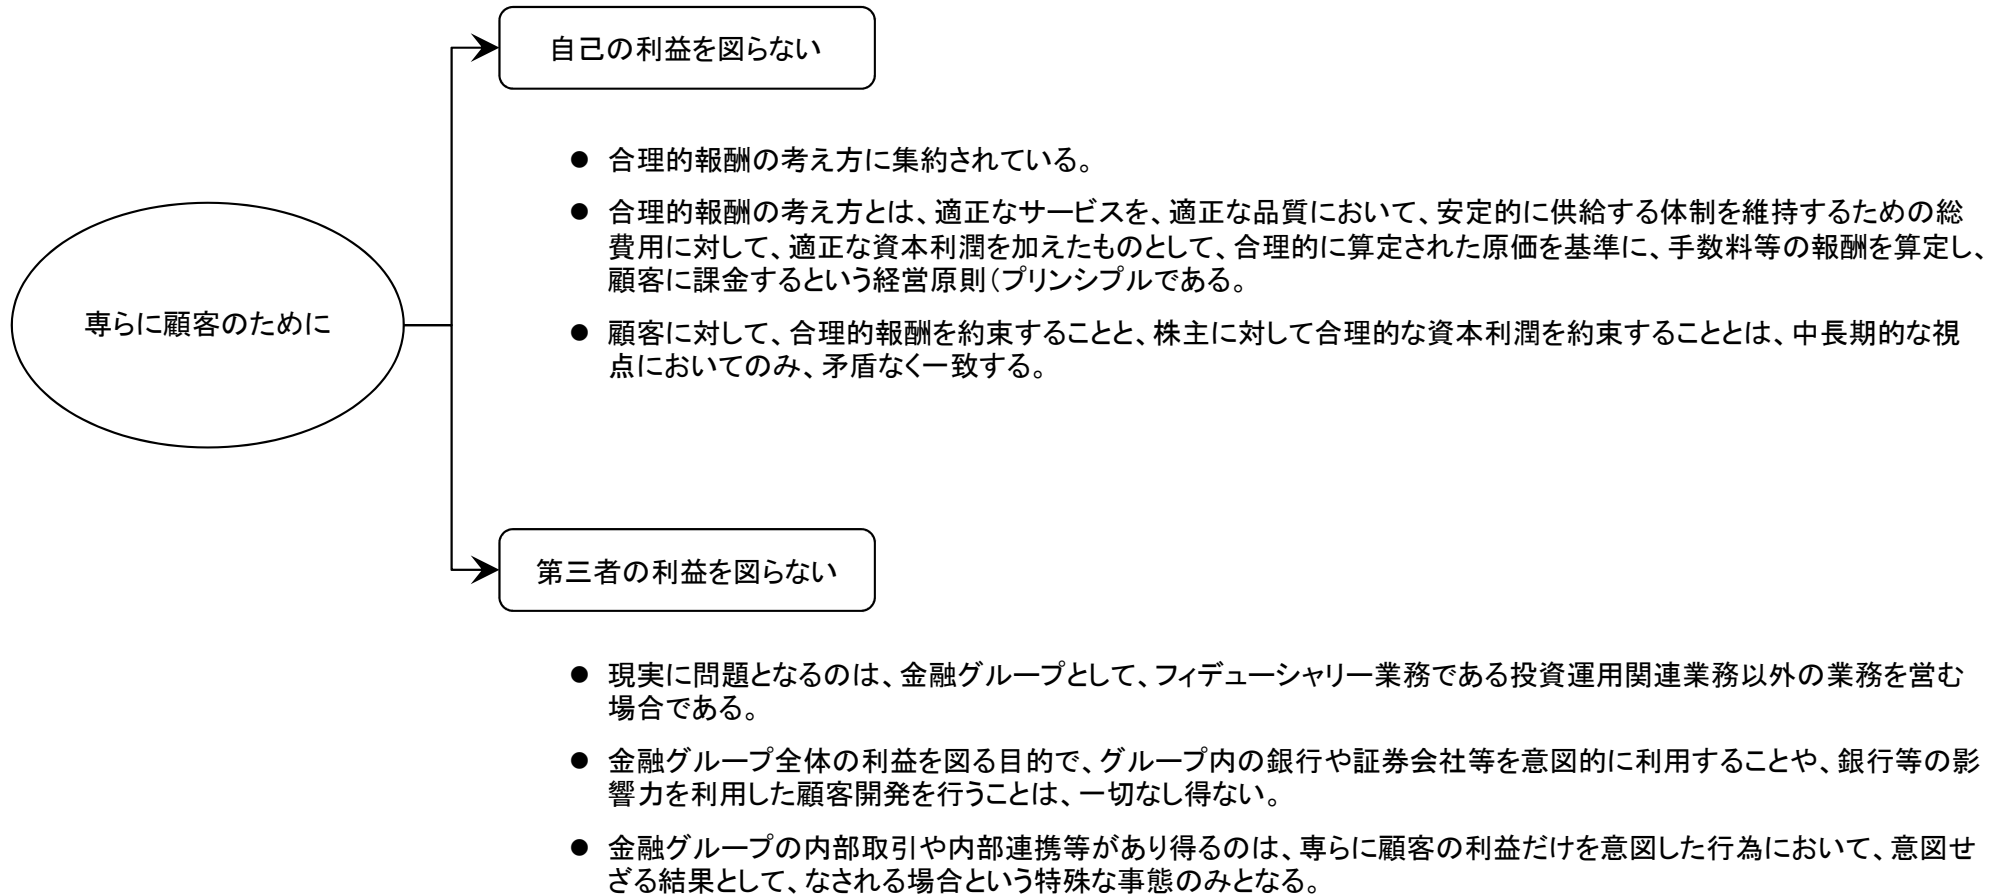 自己の利益を図らない
● 合理的報酬の考え方に集約されている。
● 合理的報酬の考え方とは、適正なサービスを、適正な品質において、安定的に供給する体制を維持するための総
費用に対して、適正な資本利潤を加えたものとして、合理的に算定された原価を基準に、手数料等の報酬を算定し、
顧客に課金するという経営原則(プリンシプルである。
専らに顧客のために
● 顧客に対して、合理的報酬を約束することと、株主に対して合理的な資本利潤を約束することとは、中長期的な視
点においてのみ、矛盾なく一致する。
第三者の利益を図らない
● 現実に問題となるのは、金融グループとして、フィデューシャリー業務である投資運用関連業務以外の業務を営む
場合である。
● 金融グループ全体の利益を図る目的で、グループ内の銀行や証券会社等を意図的に利用することや、銀行等の影
響力を利用した顧客開発を行うことは、一切なし得ない。
● 金融グループの内部取引や内部連携等があり得るのは、専らに顧客の利益だけを意図した行為において、意図せ
ざる結果として、なされる場合という特殊な事態のみとなる。